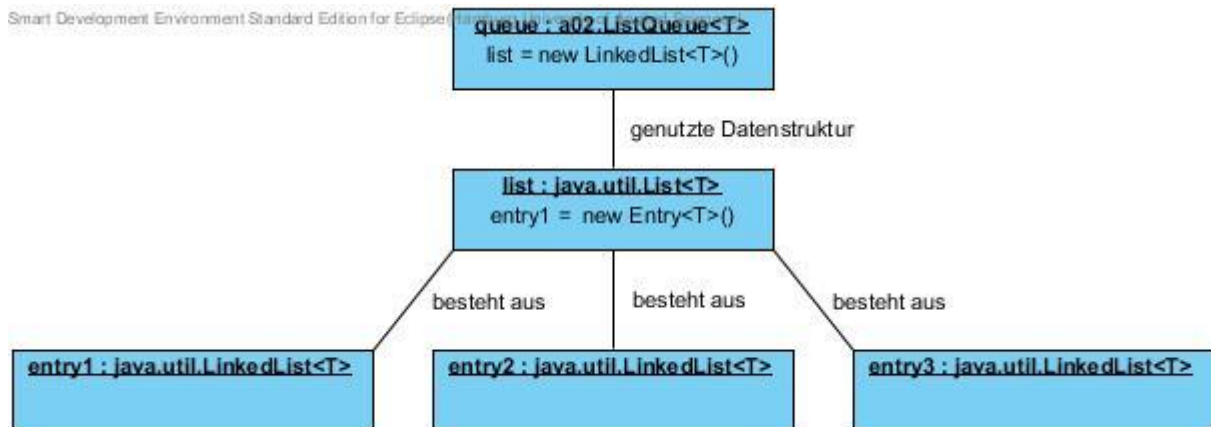 Smart Development Environment Standard Edition for Eclipse
queue : a02.ListQueue<T>
list = new LinkedList<T>()
genutzte Datenstruktur
list : java.util.List<T>
entry1 = new Entry<T>()
besteht aus
besteht aus
besteht aus
entry1 : java.util.LinkedList<T>
entry2 : java.util.LinkedList<T>
entry3 : java.util.LinkedList<T>